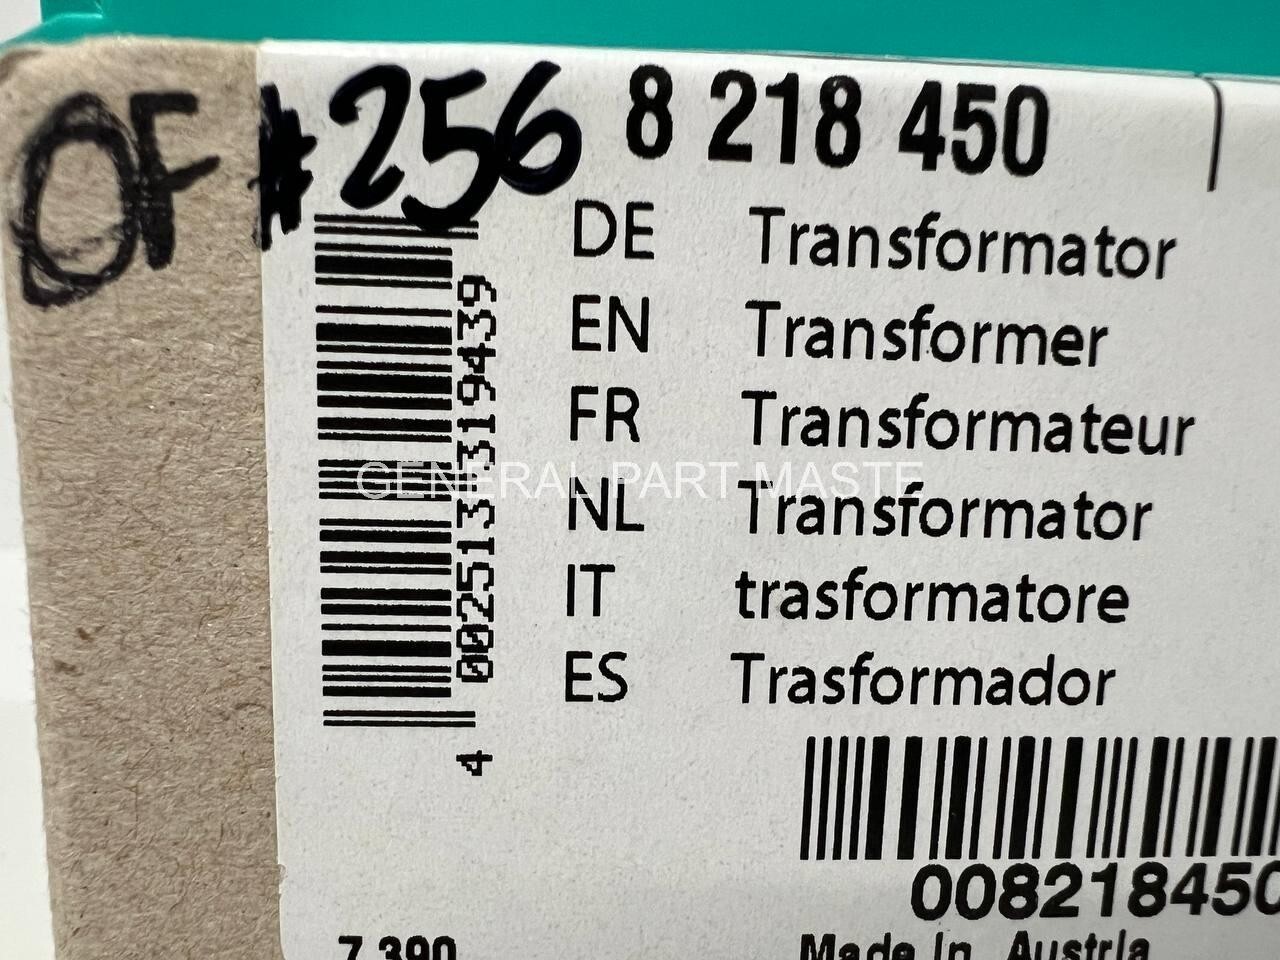 OF #256 8 218 450
DE Transformator
EN Transformer
FR Transformateur
NL Transformator
IT trasformatore
ES Trasformador
4 002513 319439
GENERAL PART MASTE
008218450
7.390 Made In Austria